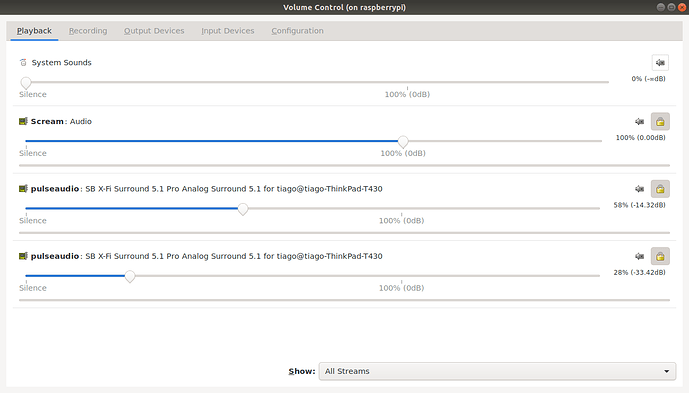 Volume Control (on raspberrypi)
Playback Recording Output Devices Input Devices Configuration
System Sounds
0% (-∞dB)
Silence 100% (0dB)
Scream: Audio
100% (0.00dB)
Silence 100% (0dB)
pulseaudio: SB X-Fi Surround 5.1 Pro Analog Surround 5.1 for tiago@tiago-ThinkPad-T430
58% (-14.32dB)
Silence 100% (0dB)
pulseaudio: SB X-Fi Surround 5.1 Pro Analog Surround 5.1 for tiago@tiago-ThinkPad-T430
28% (-33.42dB)
Silence 100% (0dB)
Show: All Streams